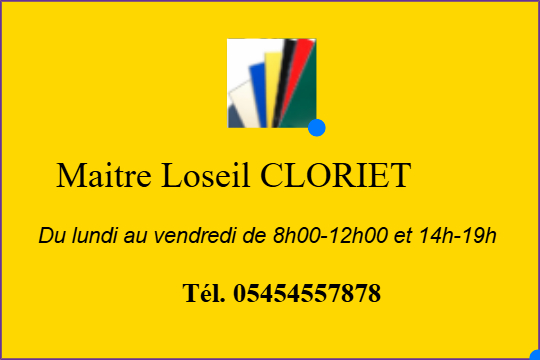 Maitre Loseil CLORIET
Du lundi au vendredi de 8h00-12h00 et 14h-19h
Tél. 05454557878